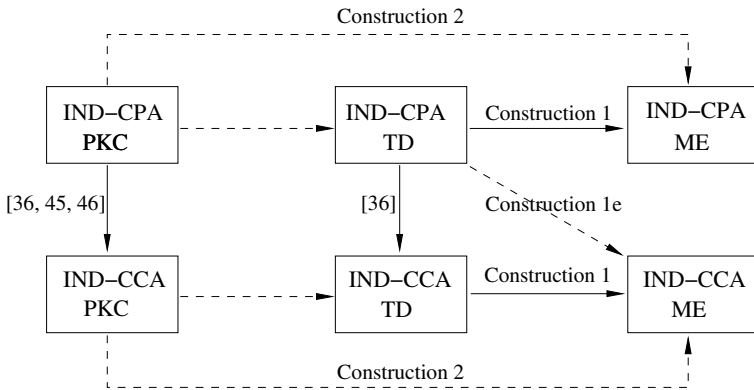 Construction 2
IND–CPA
PKC
IND–CPA
TD
Construction 1
IND–CPA
ME
[36, 45, 46]
[36]
Construction 1e
IND–CCA
PKC
IND–CCA
TD
Construction 1
IND–CCA
ME
Construction 2